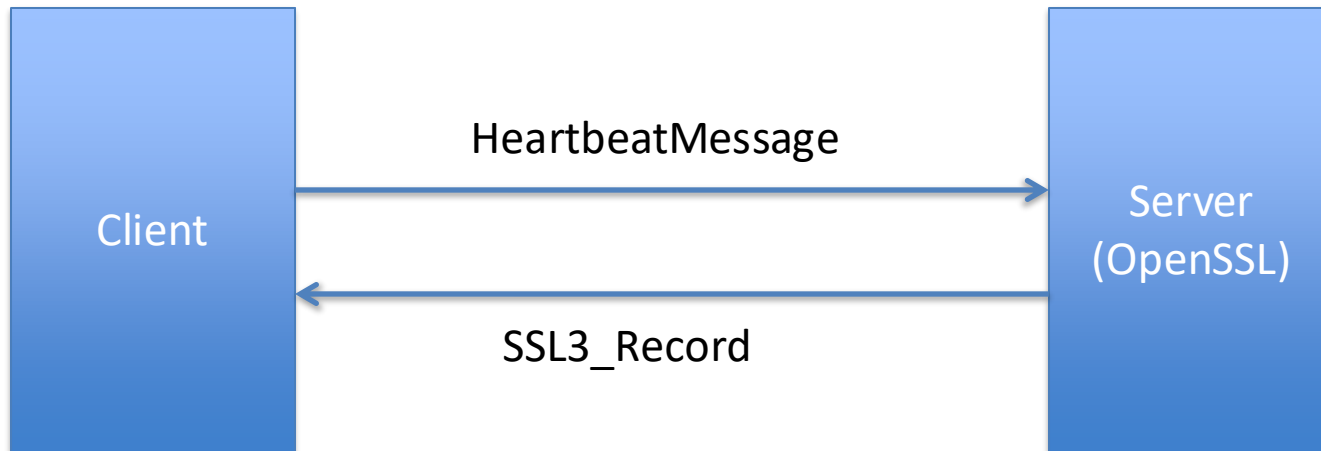 HeartbeatMessage
Client
Server
(OpenSSL)
SSL3_Record